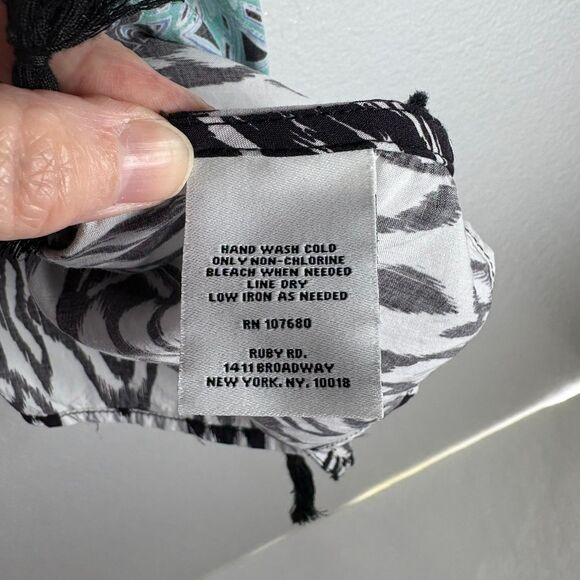 HAND WASH COLD
ONLY NON-CHLORINE
BLEACH WHEN NEEDED
LINE DRY
LOW IRON AS NEEDED
RN 107680
RUBY RD.
1411 BROADWAY
NEW YORK, NY, 10018